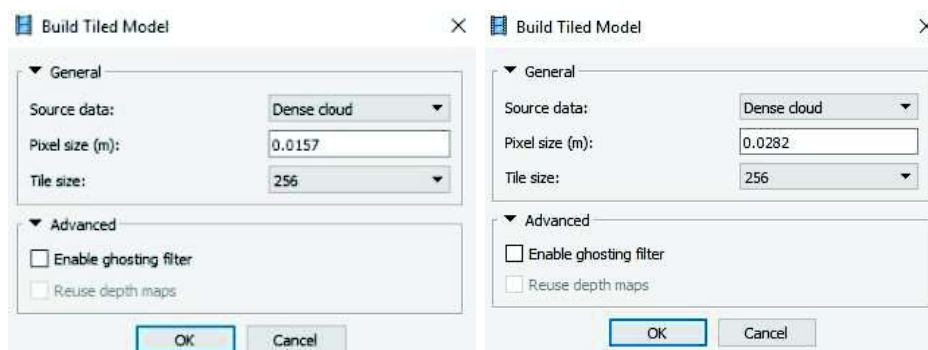 Build Tiled Model
General
Source data: Dense cloud
Pixel size (m): 0.0157
Tile size: 256
Advanced
Enable ghosting filter
Reuse depth maps
OK Cancel
Build Tiled Model
General
Source data: Dense cloud
Pixel size (m): 0.0282
Tile size: 256
Advanced
Enable ghosting filter
Reuse depth maps
OK Cancel